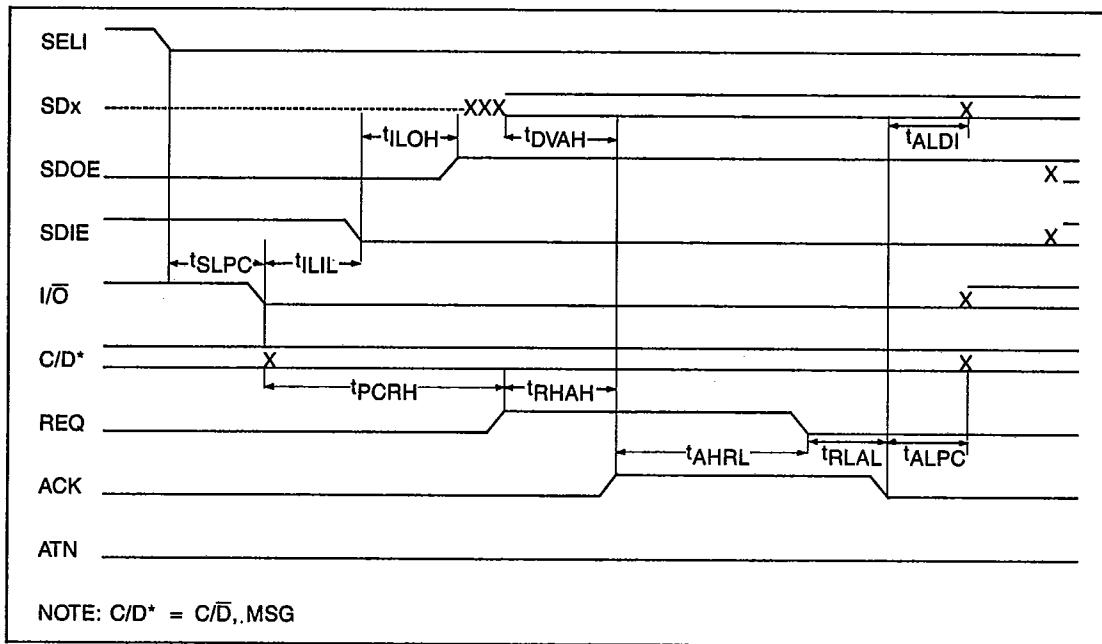 SELI
SDx XXX X
tILOH tDVAH tALDI
SDOE X
SDIE X
tSLPC tILIL
I/O̅ X
C/D* X X
tPCRH tRHAH
REQ
tAHRL tRLAL tALPC
ACK
ATN
NOTE: C/D* = C/D̅, MSG